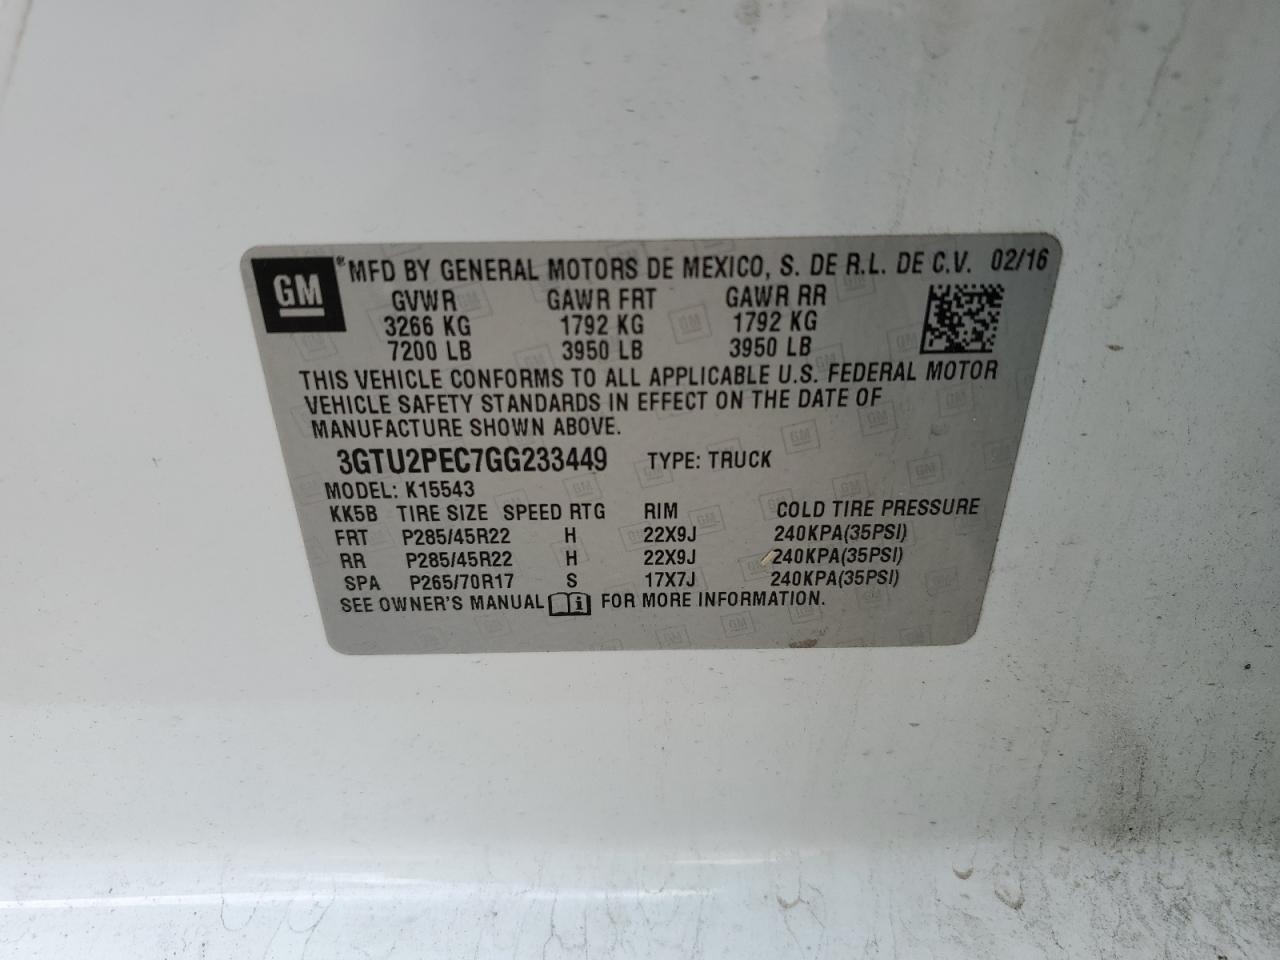 GM ® MFD BY GENERAL MOTORS DE MEXICO, S. DE R.L. DE C.V. 02/16
GVWR GAWR FRT GAWR RR
3266 KG 1792 KG 1792 KG
7200 LB 3950 LB 3950 LB
THIS VEHICLE CONFORMS TO ALL APPLICABLE U.S. FEDERAL MOTOR
VEHICLE SAFETY STANDARDS IN EFFECT ON THE DATE OF
MANUFACTURE SHOWN ABOVE.
3GTU2PEC7GG233449 TYPE: TRUCK
MODEL: K15543
KK5B TIRE SIZE SPEED RTG RIM COLD TIRE PRESSURE
FRT P285/45R22 H 22X9J 240KPA(35PSI)
RR P285/45R22 H 22X9J 240KPA(35PSI)
SPA P265/70R17 S 17X7J 240KPA(35PSI)
SEE OWNER'S MANUAL i FOR MORE INFORMATION.